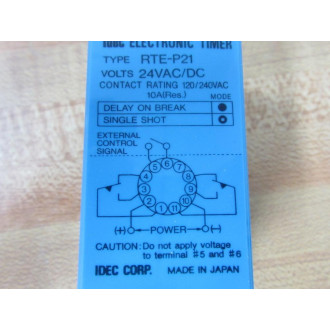 IDEC ELECTRONIC TIMER
TYPE RTE-P21
VOLTS 24VAC/DC
CONTACT RATING 120/240VAC
10A(Res.) MODE
DELAY ON BREAK
SINGLE SHOT
EXTERNAL
CONTROL
SIGNAL
5 6
4 7
3 8
2 9
1 11 10
(+) POWER (-)
CAUTION: Do not apply voltage
to terminal #5 and #6
IDEC CORP. MADE IN JAPAN